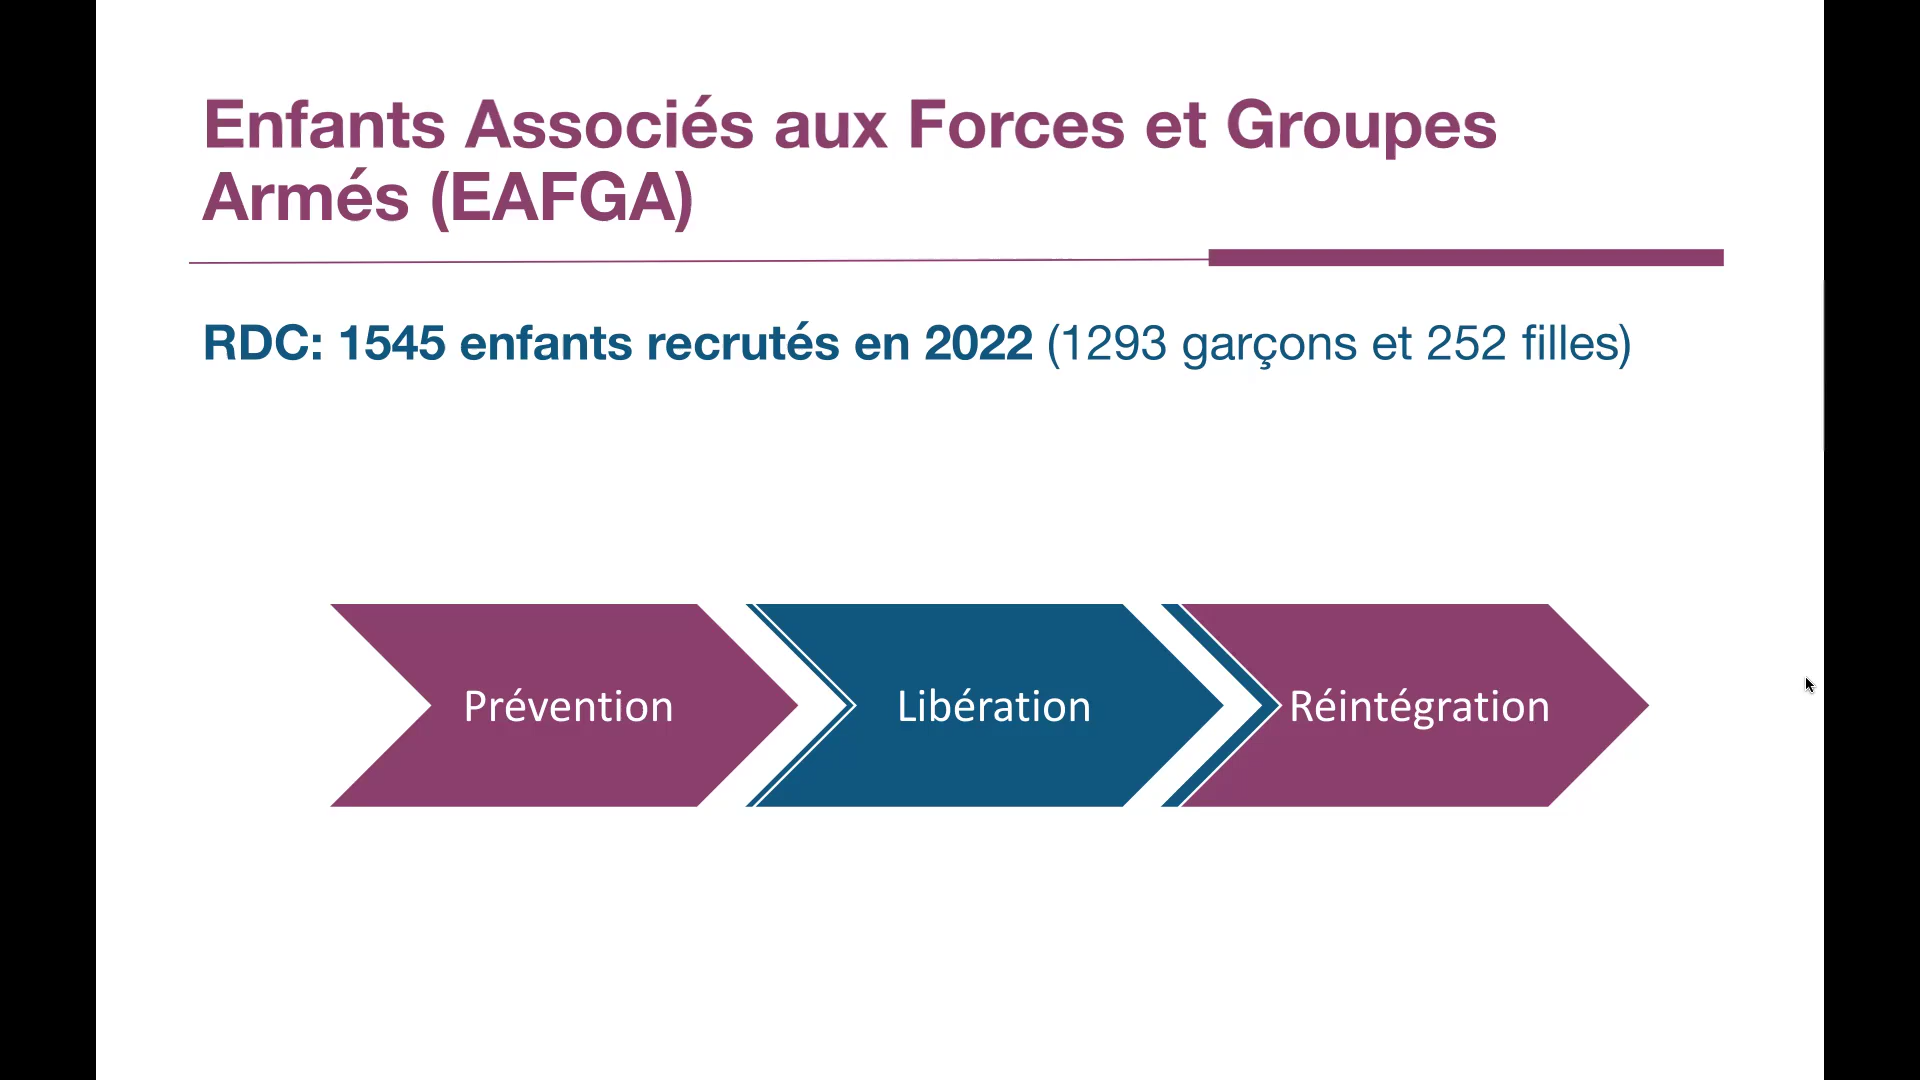 Enfants Associés aux Forces et Groupes
Armés (EAFGA)
RDC: 1545 enfants recrutés en 2022 (1293 garçons et 252 filles)
Prévention
Libération
Réintégration